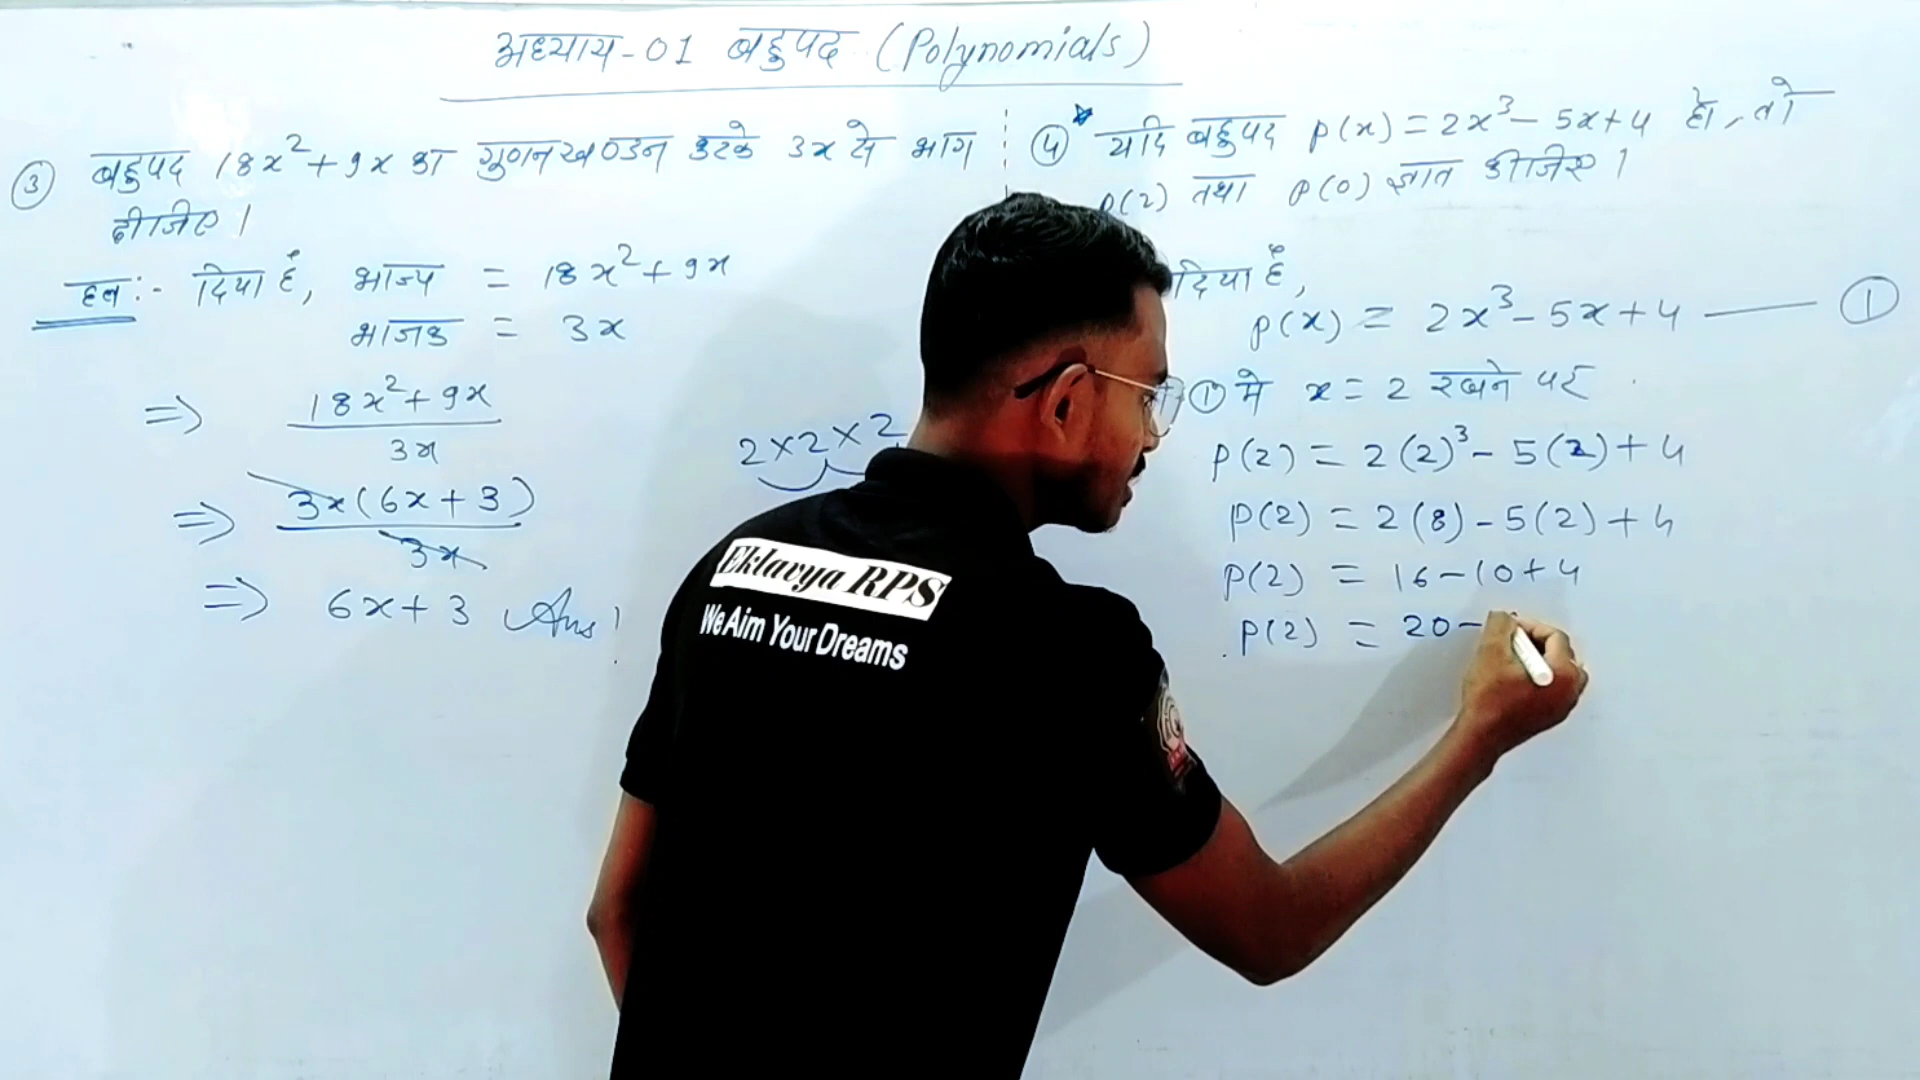 अध्याय-01 बहुपद (Polynomials)
③ बहुपद 18x²+9x का गुणनखण्डन करके 3x से भाग
दीजिए।
हल:- दिया है, भाज्य = 18x²+9x
भाजक = 3x
=> 18x²+9x
3x
=> 3x(6x+3)
3x
=> 6x+3 Ans
2×2×2
④ यदि बहुपद p(x)=2x³-5x+4 हो, तो
p(2) तथा p(0) ज्ञात कीजिए।
दिया है,
p(x) = 2x³-5x+4 — ①
① में x=2 रखने पर
p(2) = 2(2)³-5(2)+4
p(2) = 2(8)-5(2)+4
p(2) = 16-10+4
p(2) = 20-
Eklavya RPS
We Aim Your Dreams